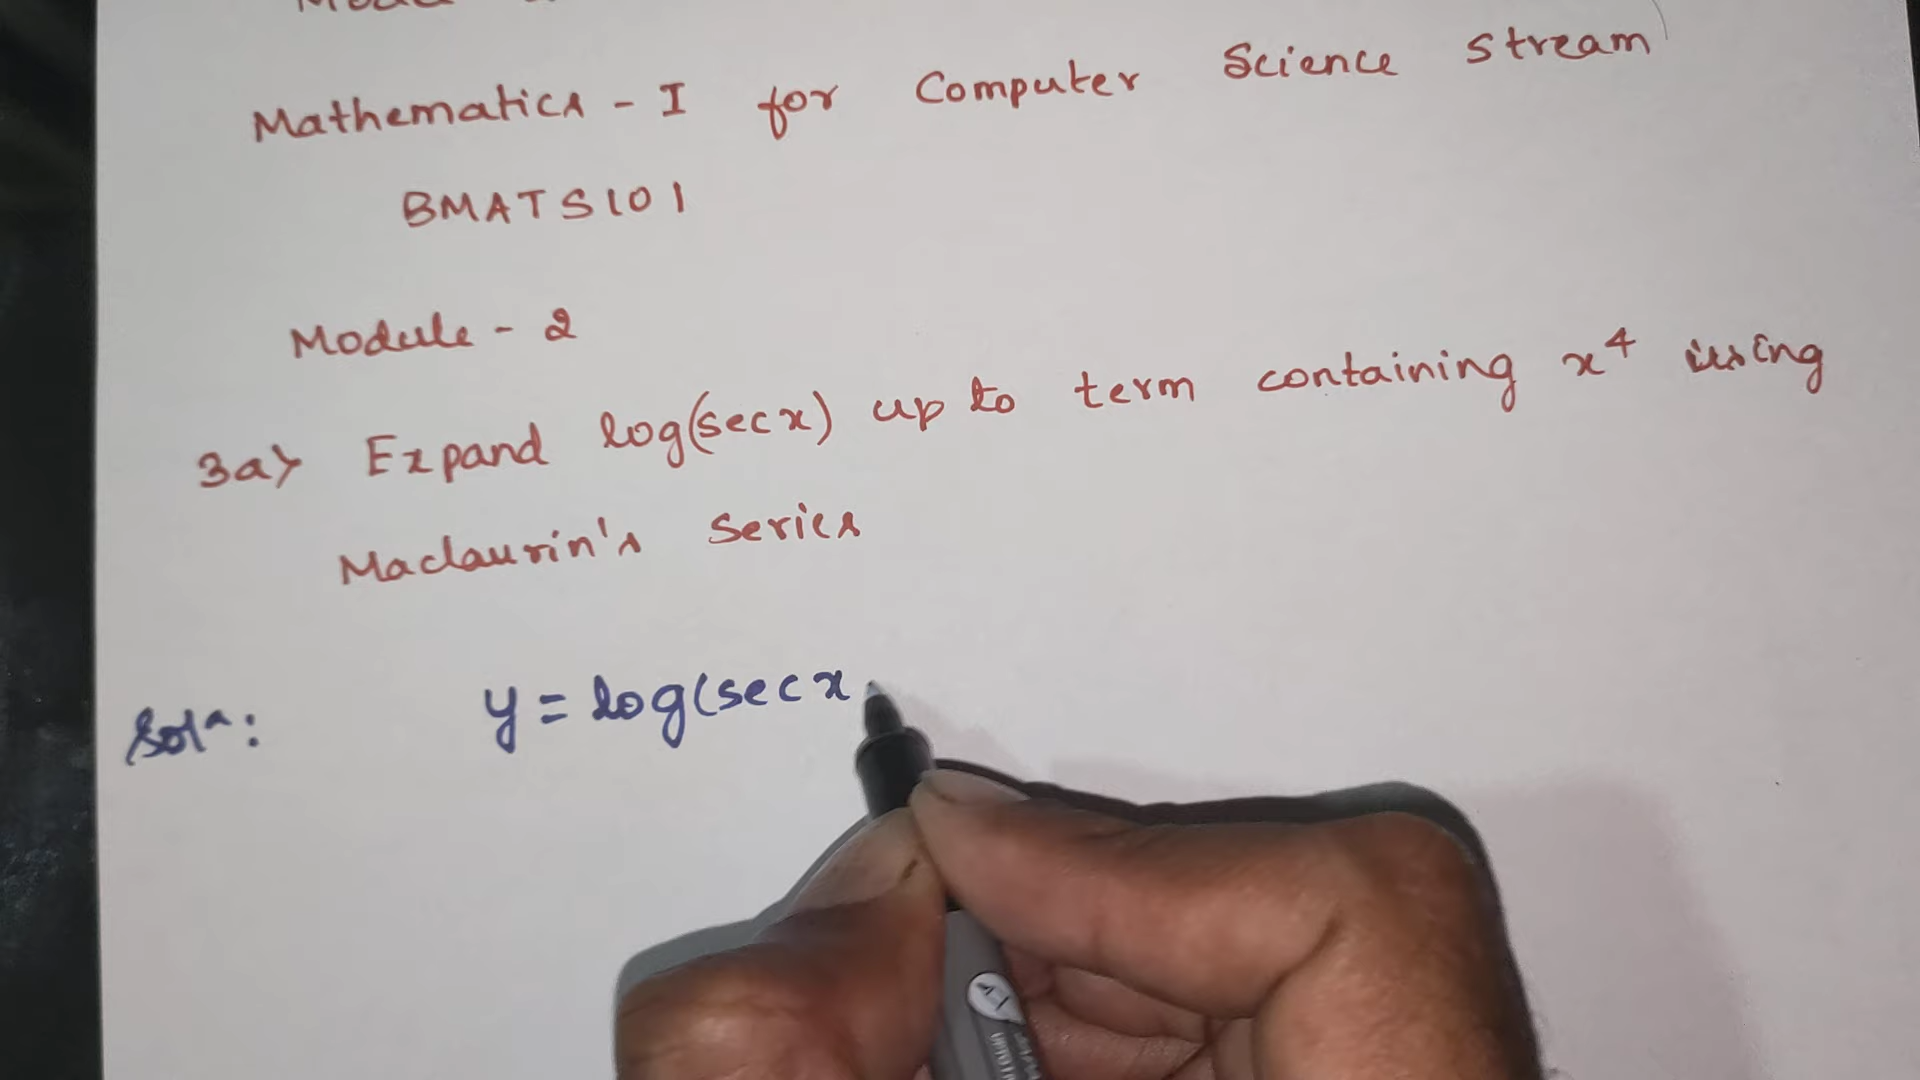 Mathematics - I for Computer Science stream
BMATS101
Module - 2
3a> Expand log(sec x) up to term containing x⁴ using
Maclaurin's Series
Solⁿ: y = log(sec x